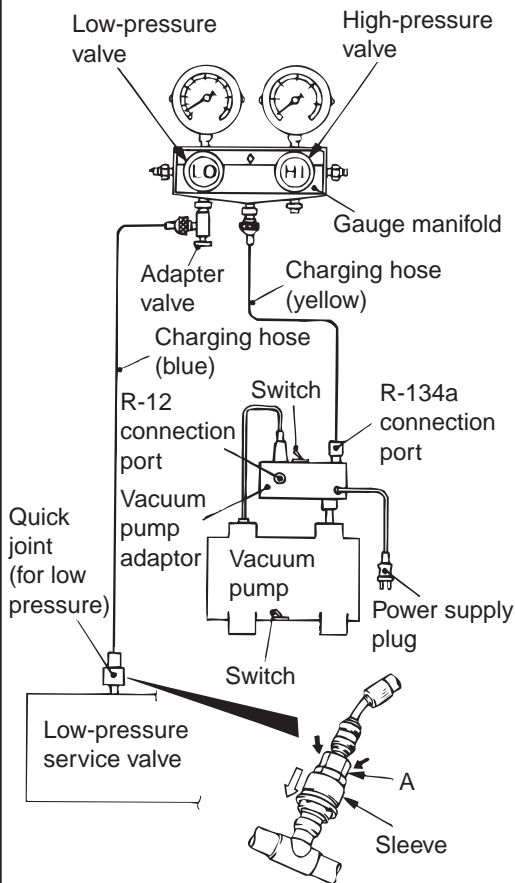 Low-pressure
valve
High-pressure
valve
LO
HI
Gauge manifold
Adapter
valve
Charging hose
(yellow)
Charging hose
(blue)
Switch
R-12
connection
port
R-134a
connection
port
Vacuum
pump
adaptor
Quick
joint
(for low
pressure)
Vacuum
pump
Power supply
plug
Switch
Low-pressure
service valve
A
Sleeve